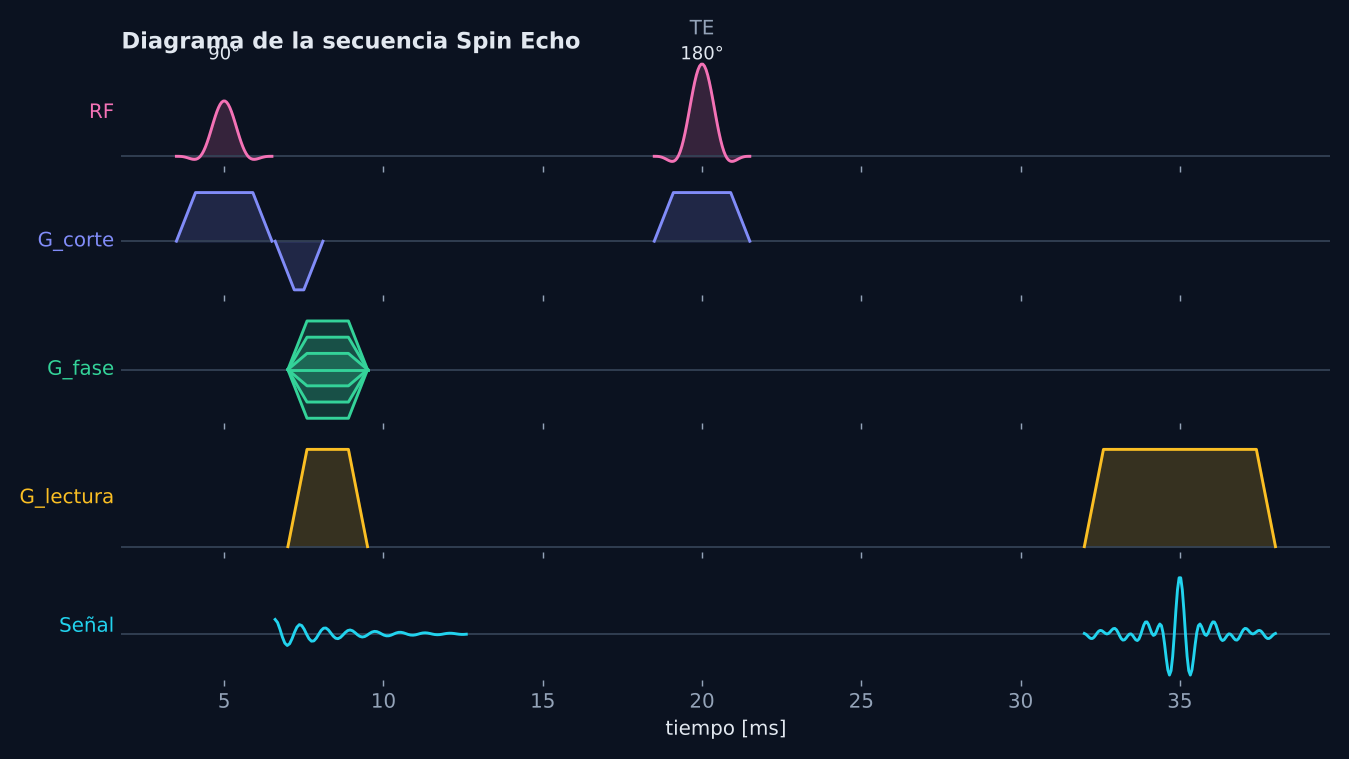 TE
Diagrama de la secuencia Spin Echo
90°
180°
RF
G_corte
G_fase
G_lectura
Señal
5 10 15 20 25 30 35
tiempo [ms]